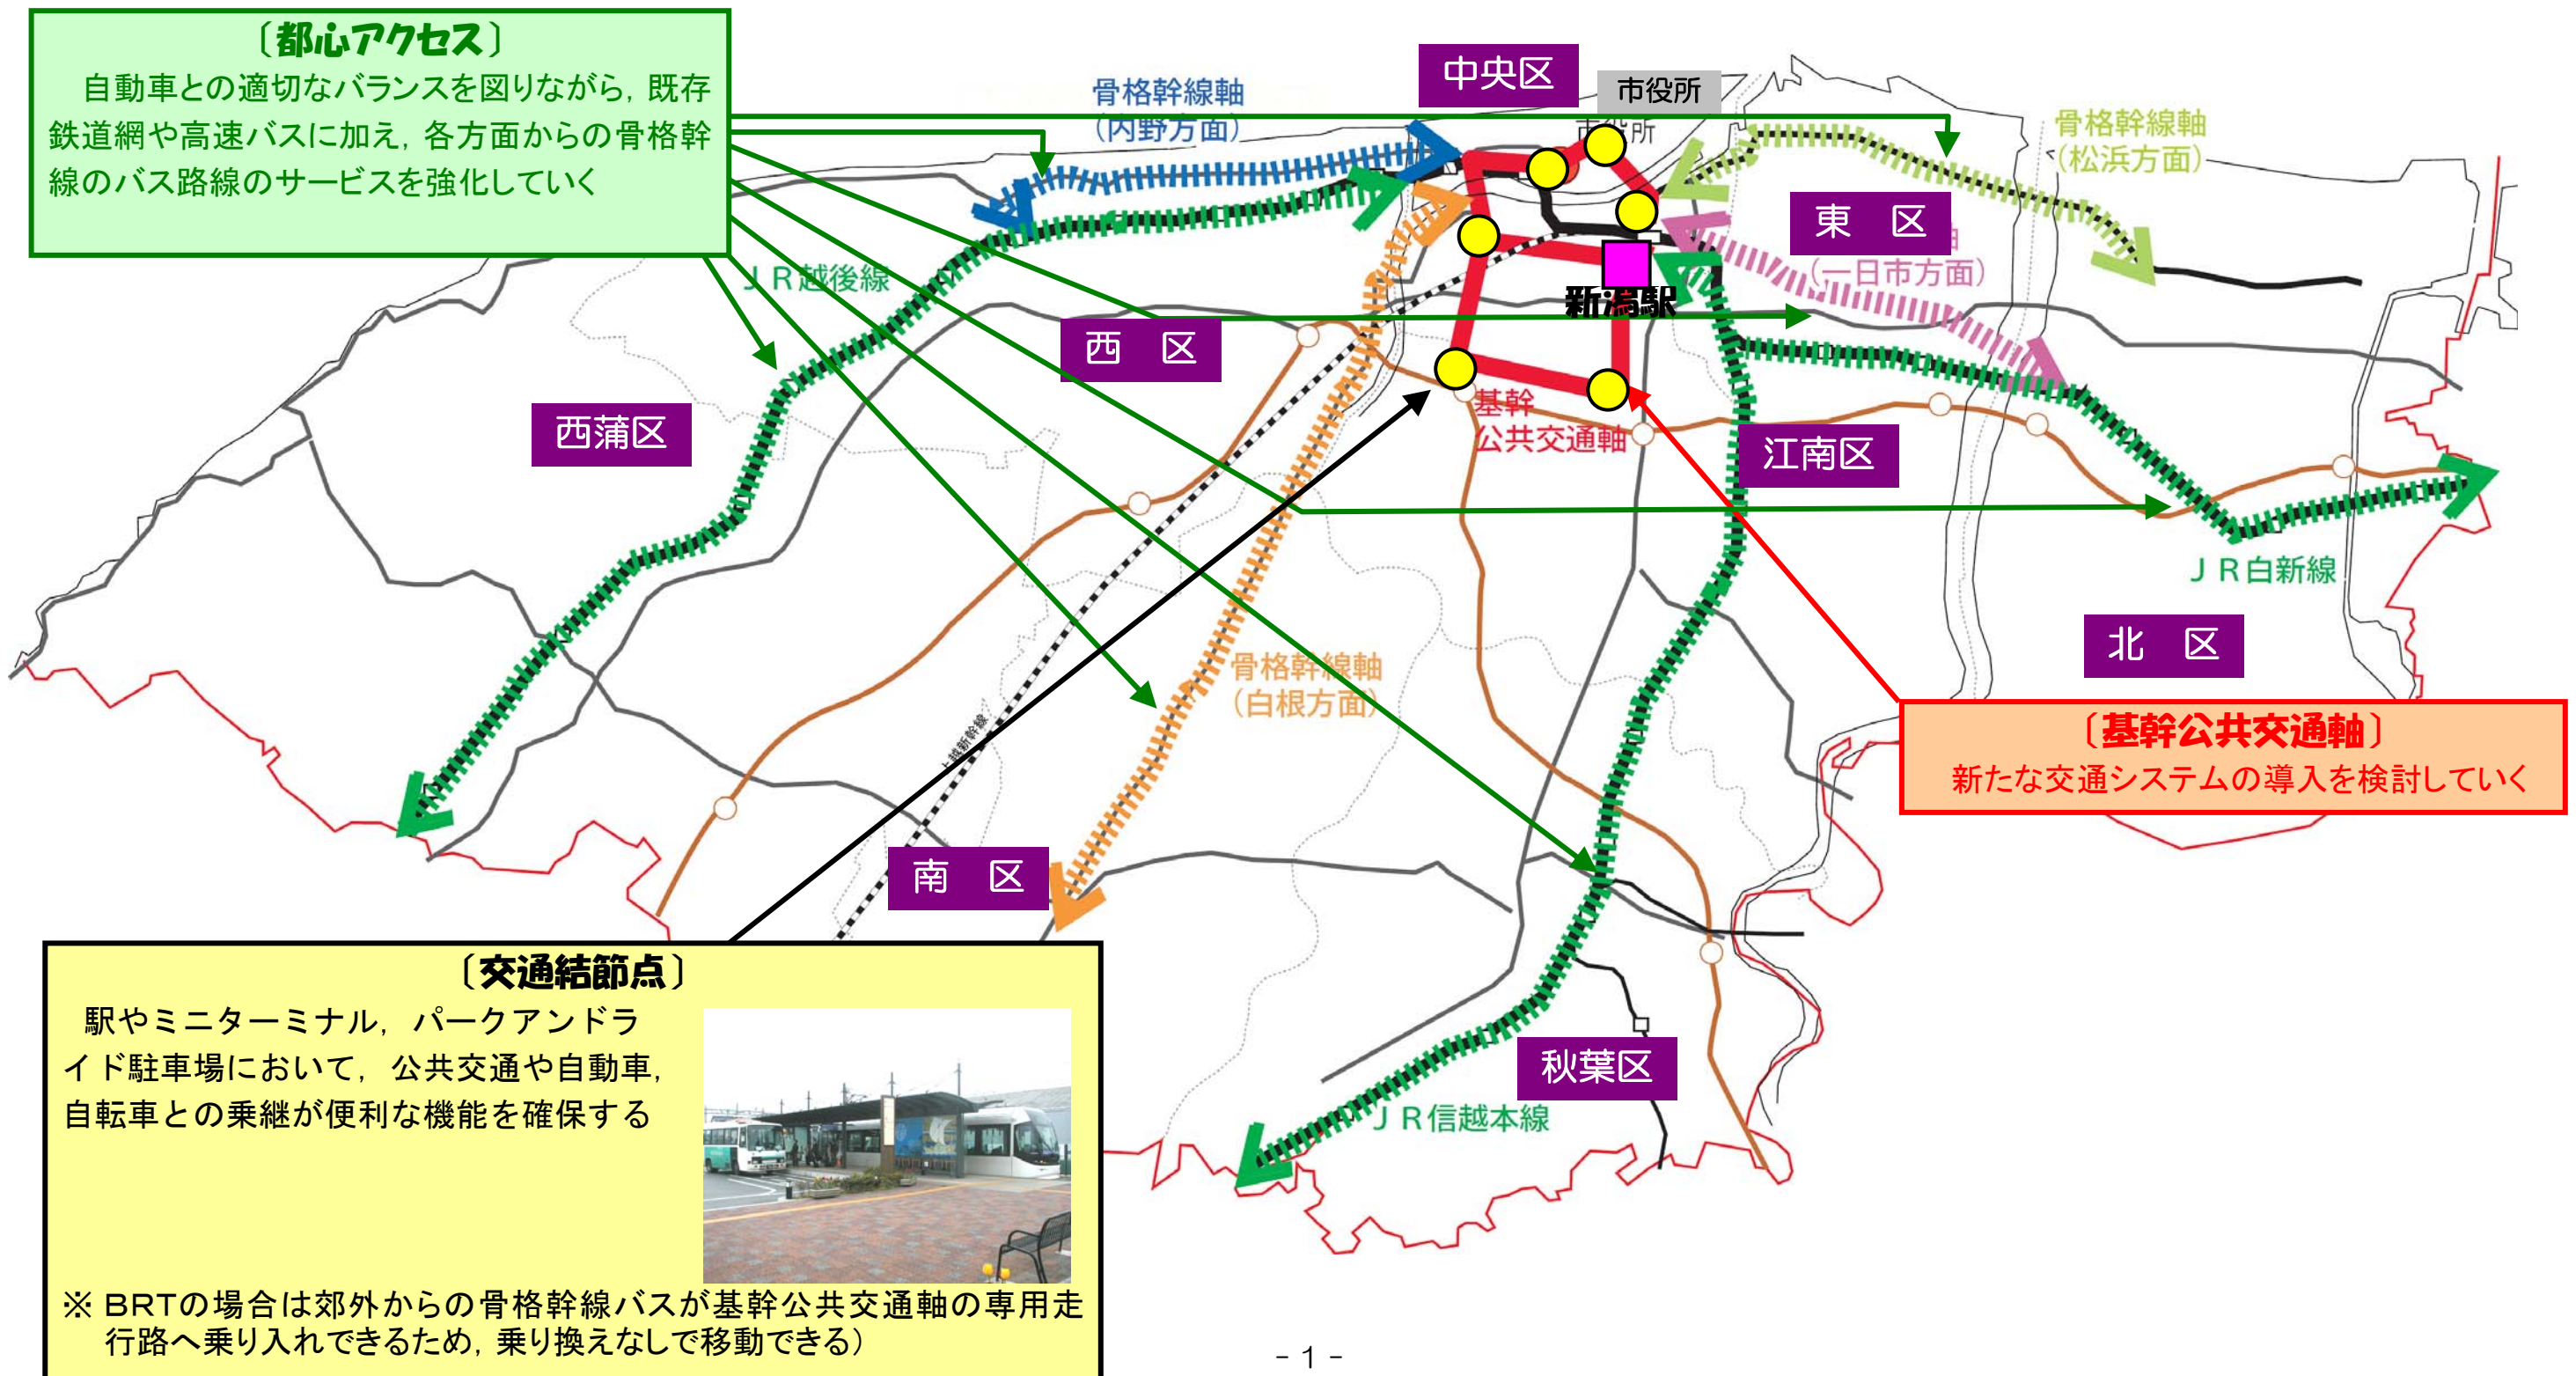 〔都心アクセス〕
自動車との適切なバランスを図りながら，既存
鉄道網や高速バスに加え，各方面からの骨格幹
線のバス路線のサービスを強化していく
骨格幹線軸
（内野方面）
中央区
市役所
市役所
骨格幹線軸
（松浜方面）
東　区
軸
（一日市方面）
ＪＲ越後線
新潟駅
西　区
西蒲区
基幹
公共交通軸
江南区
ＪＲ白新線
北　区
骨格幹線軸
（白根方面）
上越新幹線
〔基幹公共交通軸〕
新たな交通システムの導入を検討していく
南　区
〔交通結節点〕
駅やミニターミナル，パークアンドラ
イド駐車場において，公共交通や自動車，
自転車との乗継が便利な機能を確保する
※ ＢＲＴの場合は郊外からの骨格幹線バスが基幹公共交通軸の専用走
行路へ乗り入れできるため，乗り換えなしで移動できる）
秋葉区
ＪＲ信越本線
- 1 -